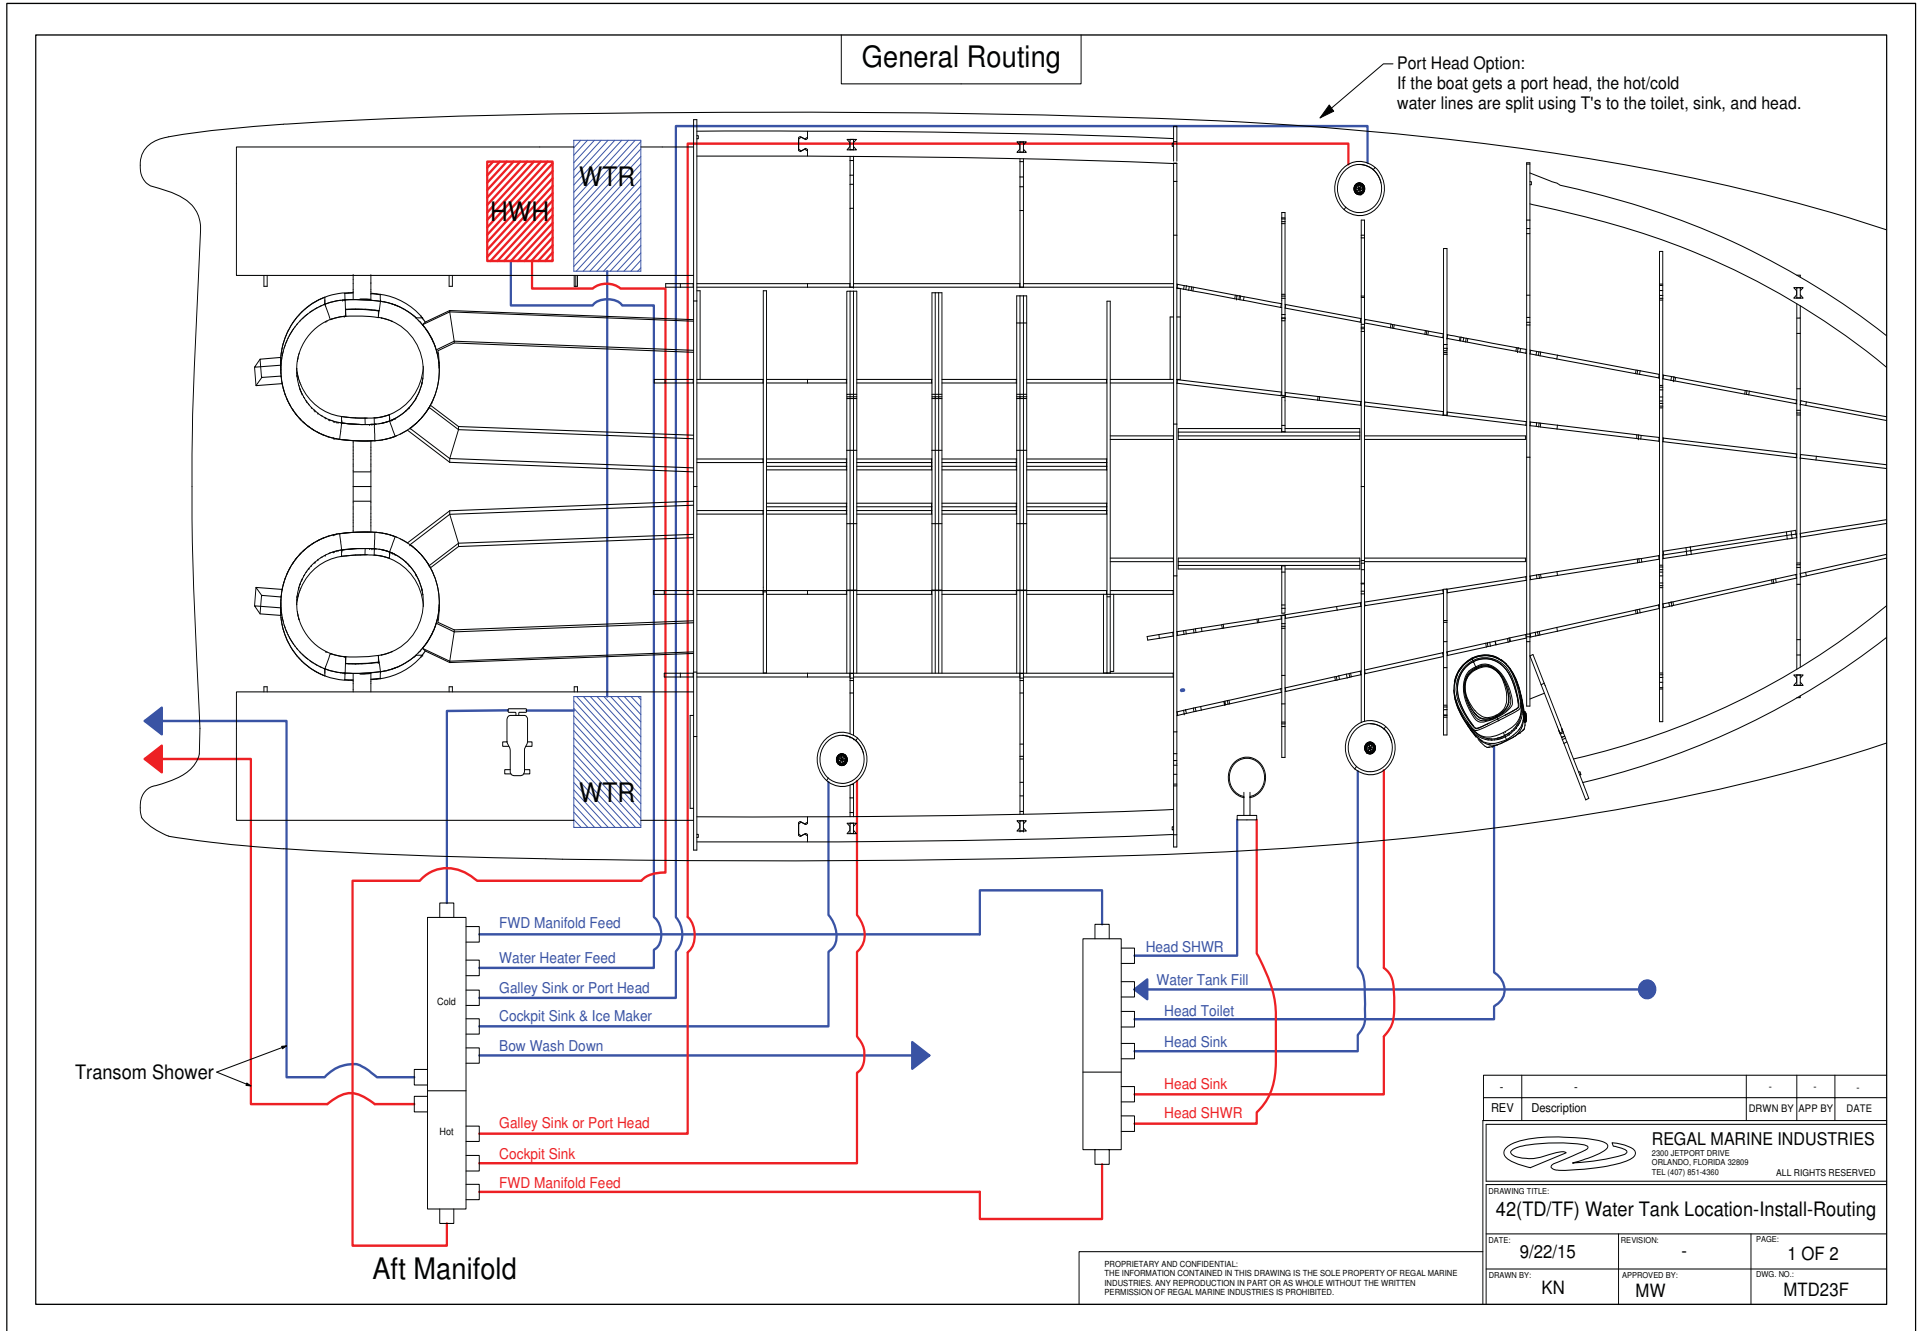 General Routing
Port Head Option:
If the boat gets a port head, the hot/cold
water lines are split using T's to the toilet, sink, and head.
WTR
HWH
WTR
FWD Manifold Feed
Water Heater Feed
Galley Sink or Port Head
Cold
Cockpit Sink & Ice Maker
Bow Wash Down
Transom Shower
Galley Sink or Port Head
Hot
Cockpit Sink
FWD Manifold Feed
Aft Manifold
Head SHWR
Water Tank Fill
Head Toilet
Head Sink
Head Sink
Head SHWR
- - - - -
REV Description DRWN BY APP BY DATE
REGAL MARINE INDUSTRIES
2300 JETPORT DRIVE
ORLANDO, FLORIDA 32809
TEL (407) 851-4360 ALL RIGHTS RESERVED
DRAWING TITLE:
42(TD/TF) Water Tank Location-Install-Routing
DATE: REVISION: PAGE:
9/22/15 - 1 OF 2
DRAWN BY: APPROVED BY: DWG. NO.:
KN MW MTD23F
PROPRIETARY AND CONFIDENTIAL:
THE INFORMATION CONTAINED IN THIS DRAWING IS THE SOLE PROPERTY OF REGAL MARINE
INDUSTRIES. ANY REPRODUCTION IN PART OR AS WHOLE WITHOUT THE WRITTEN
PERMISSION OF REGAL MARINE INDUSTRIES IS PROHIBITED.